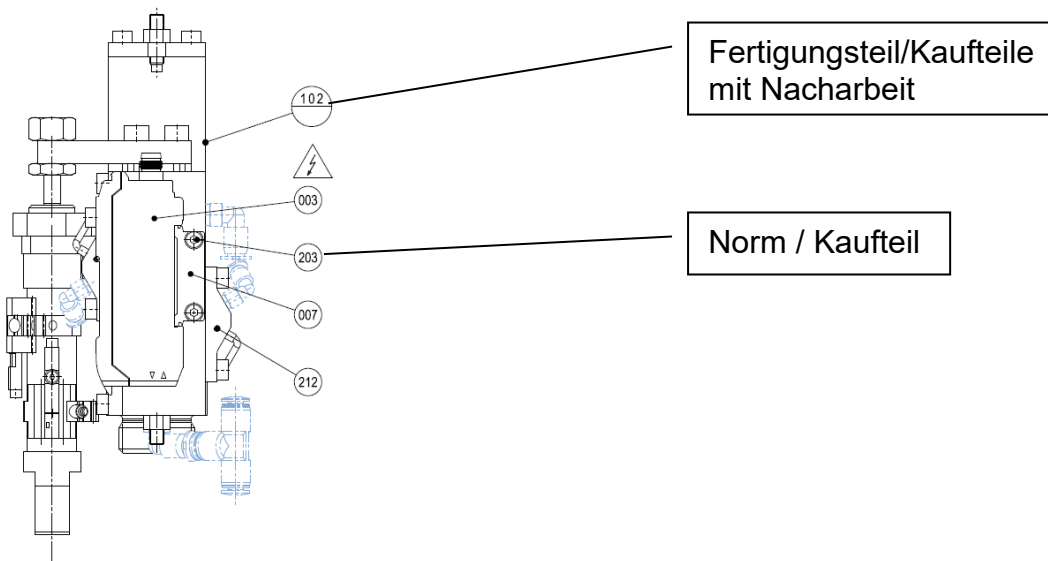 Fertigungsteil/Kaufteile
mit Nacharbeit
102
003
203
Norm / Kaufteil
007
212